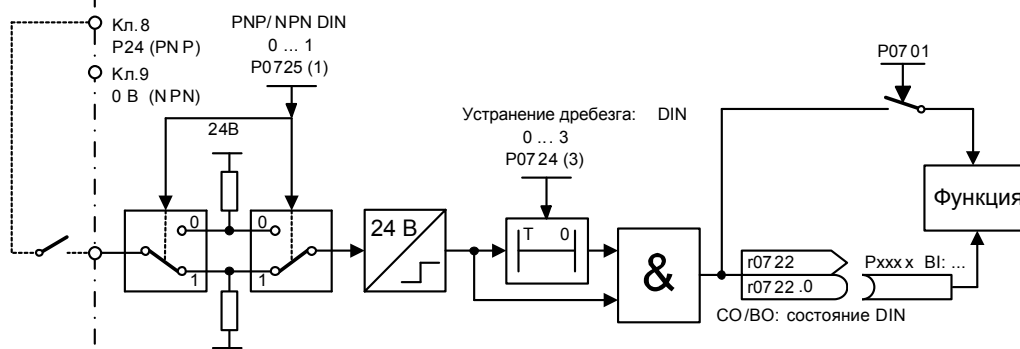 Кл.8
P24 (PNP)
Кл.9
0 В (NPN)
PNP/NPN DIN
0 ... 1
P0725 (1)
24В
0
1
0
1
24 В
Устранение дребезга: DIN
0 ... 3
P0724 (3)
T 0
&
P0701
Функция
r0722
r0722.0
Pxxxx BI: ...
CO/BO: состояние DIN